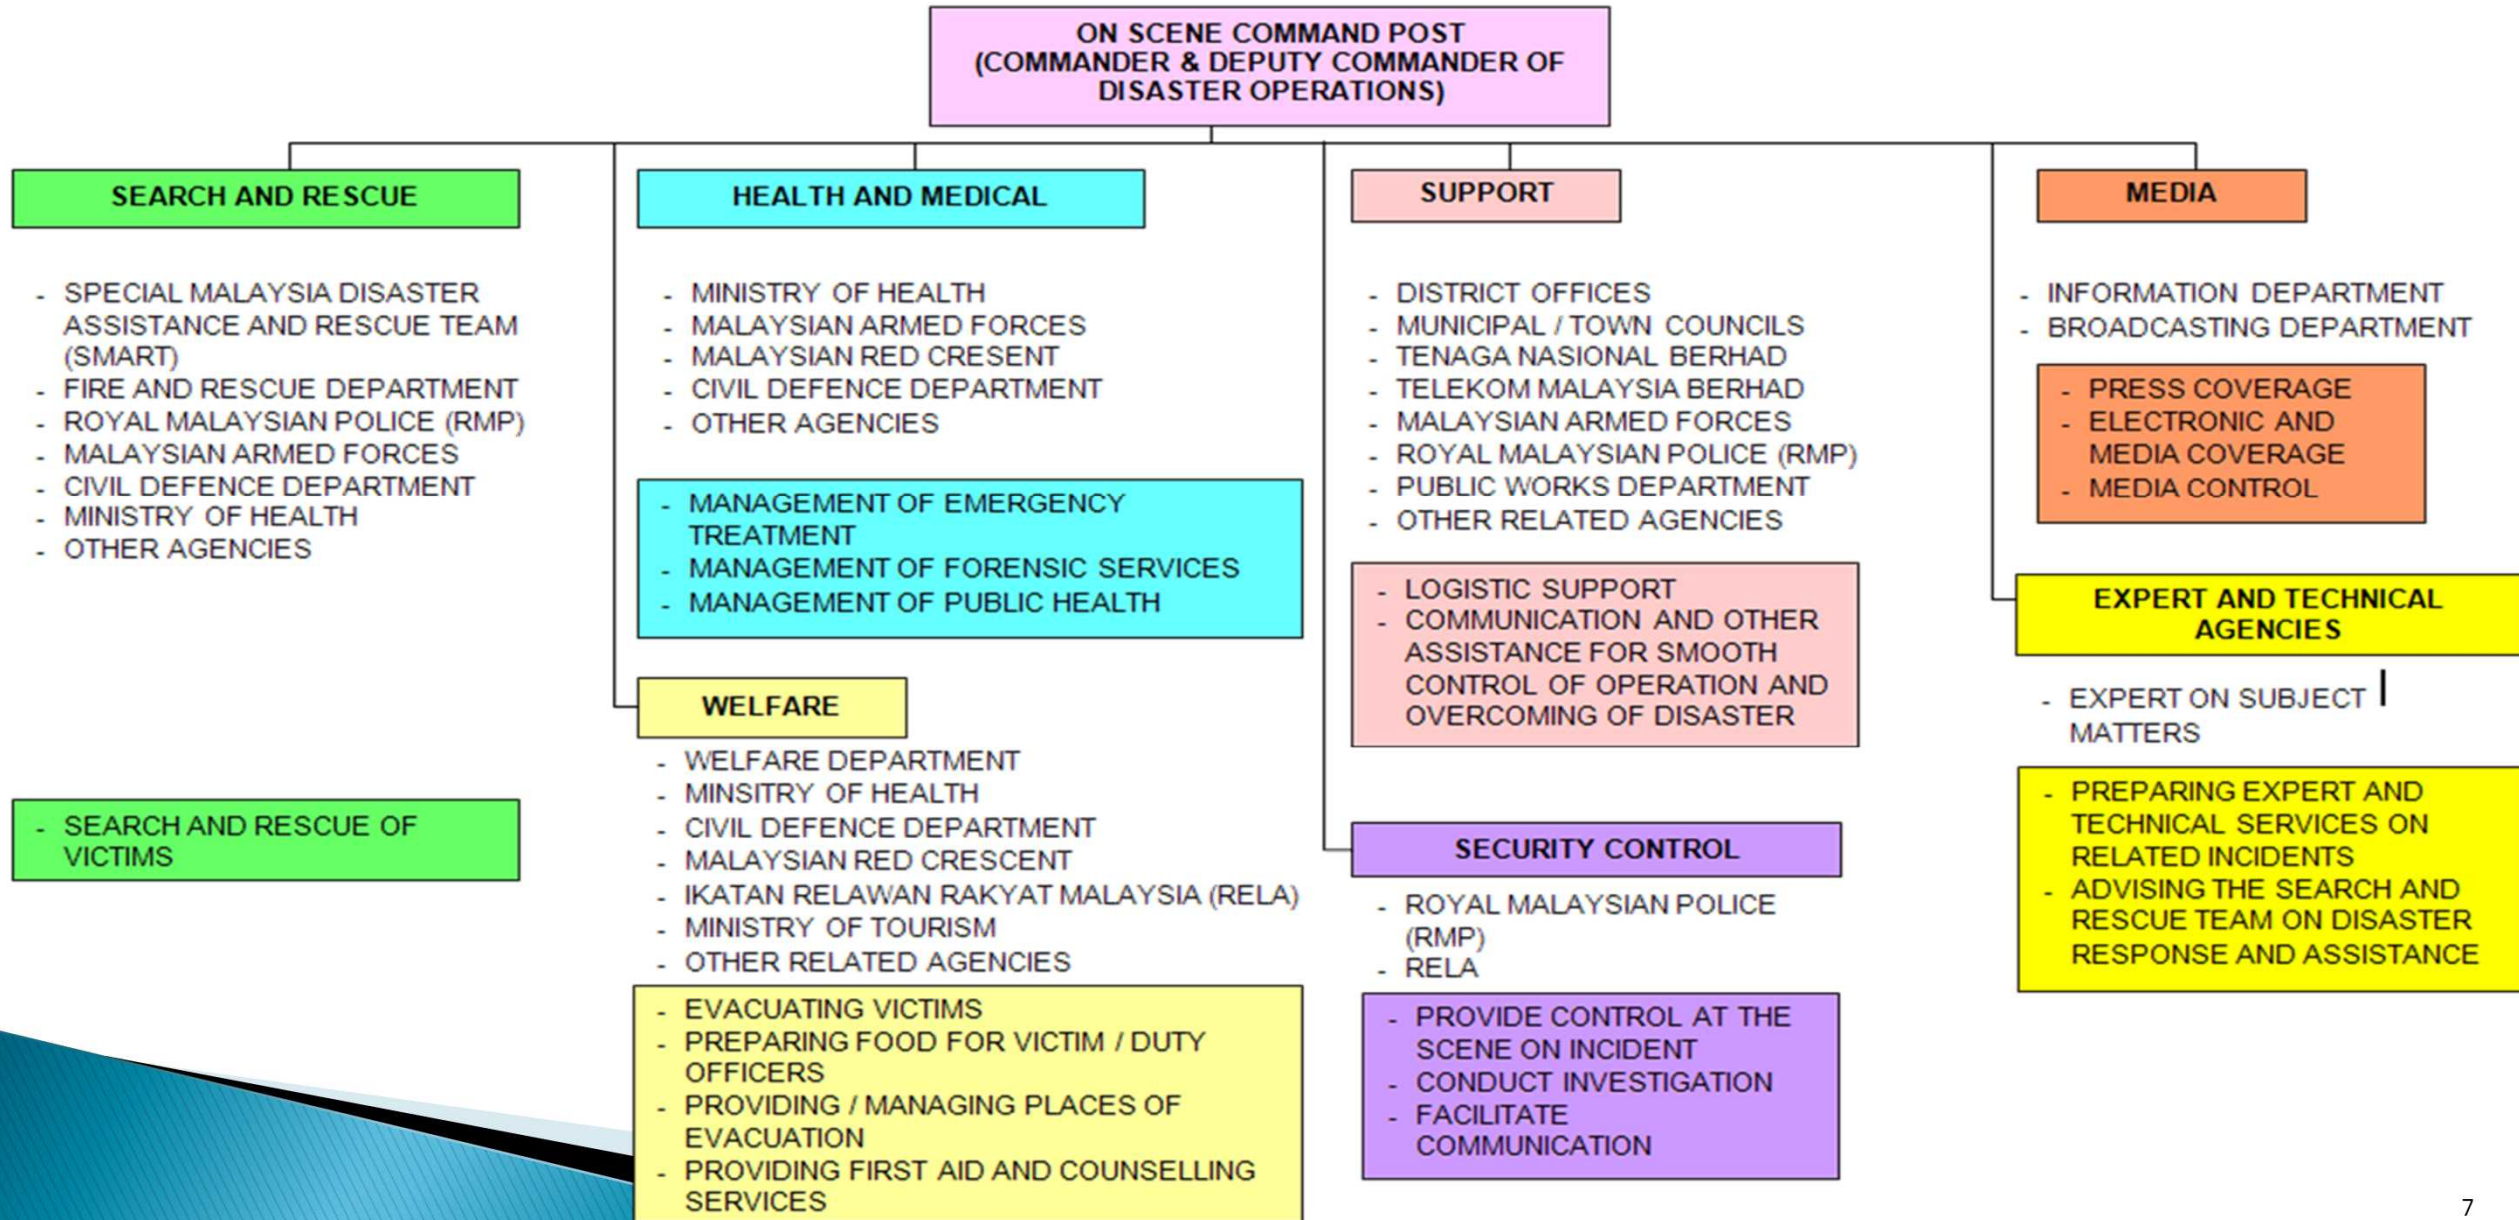 ON SCENE COMMAND POST
(COMMANDER & DEPUTY COMMANDER OF
DISASTER OPERATIONS)
SEARCH AND RESCUE
- SPECIAL MALAYSIA DISASTER
ASSISTANCE AND RESCUE TEAM
(SMART)
- FIRE AND RESCUE DEPARTMENT
- ROYAL MALAYSIAN POLICE (RMP)
- MALAYSIAN ARMED FORCES
- CIVIL DEFENCE DEPARTMENT
- MINISTRY OF HEALTH
- OTHER AGENCIES
- SEARCH AND RESCUE OF
VICTIMS
HEALTH AND MEDICAL
- MINISTRY OF HEALTH
- MALAYSIAN ARMED FORCES
- MALAYSIAN RED CRESENT
- CIVIL DEFENCE DEPARTMENT
- OTHER AGENCIES
- MANAGEMENT OF EMERGENCY
TREATMENT
- MANAGEMENT OF FORENSIC SERVICES
- MANAGEMENT OF PUBLIC HEALTH
WELFARE
- WELFARE DEPARTMENT
- MINSITRY OF HEALTH
- CIVIL DEFENCE DEPARTMENT
- MALAYSIAN RED CRESCENT
- IKATAN RELAWAN RAKYAT MALAYSIA (RELA)
- MINISTRY OF TOURISM
- OTHER RELATED AGENCIES
- EVACUATING VICTIMS
- PREPARING FOOD FOR VICTIM / DUTY
OFFICERS
- PROVIDING / MANAGING PLACES OF
EVACUATION
- PROVIDING FIRST AID AND COUNSELLING
SERVICES
SUPPORT
- DISTRICT OFFICES
- MUNICIPAL / TOWN COUNCILS
- TENAGA NASIONAL BERHAD
- TELEKOM MALAYSIA BERHAD
- MALAYSIAN ARMED FORCES
- ROYAL MALAYSIAN POLICE (RMP)
- PUBLIC WORKS DEPARTMENT
- OTHER RELATED AGENCIES
- LOGISTIC SUPPORT
- COMMUNICATION AND OTHER
ASSISTANCE FOR SMOOTH
CONTROL OF OPERATION AND
OVERCOMING OF DISASTER
SECURITY CONTROL
- ROYAL MALAYSIAN POLICE
(RMP)
- RELA
- PROVIDE CONTROL AT THE
SCENE ON INCIDENT
- CONDUCT INVESTIGATION
- FACILITATE
COMMUNICATION
MEDIA
- INFORMATION DEPARTMENT
- BROADCASTING DEPARTMENT
- PRESS COVERAGE
- ELECTRONIC AND
MEDIA COVERAGE
- MEDIA CONTROL
EXPERT AND TECHNICAL
AGENCIES
- EXPERT ON SUBJECT
MATTERS
- PREPARING EXPERT AND
TECHNICAL SERVICES ON
RELATED INCIDENTS
- ADVISING THE SEARCH AND
RESCUE TEAM ON DISASTER
RESPONSE AND ASSISTANCE
7